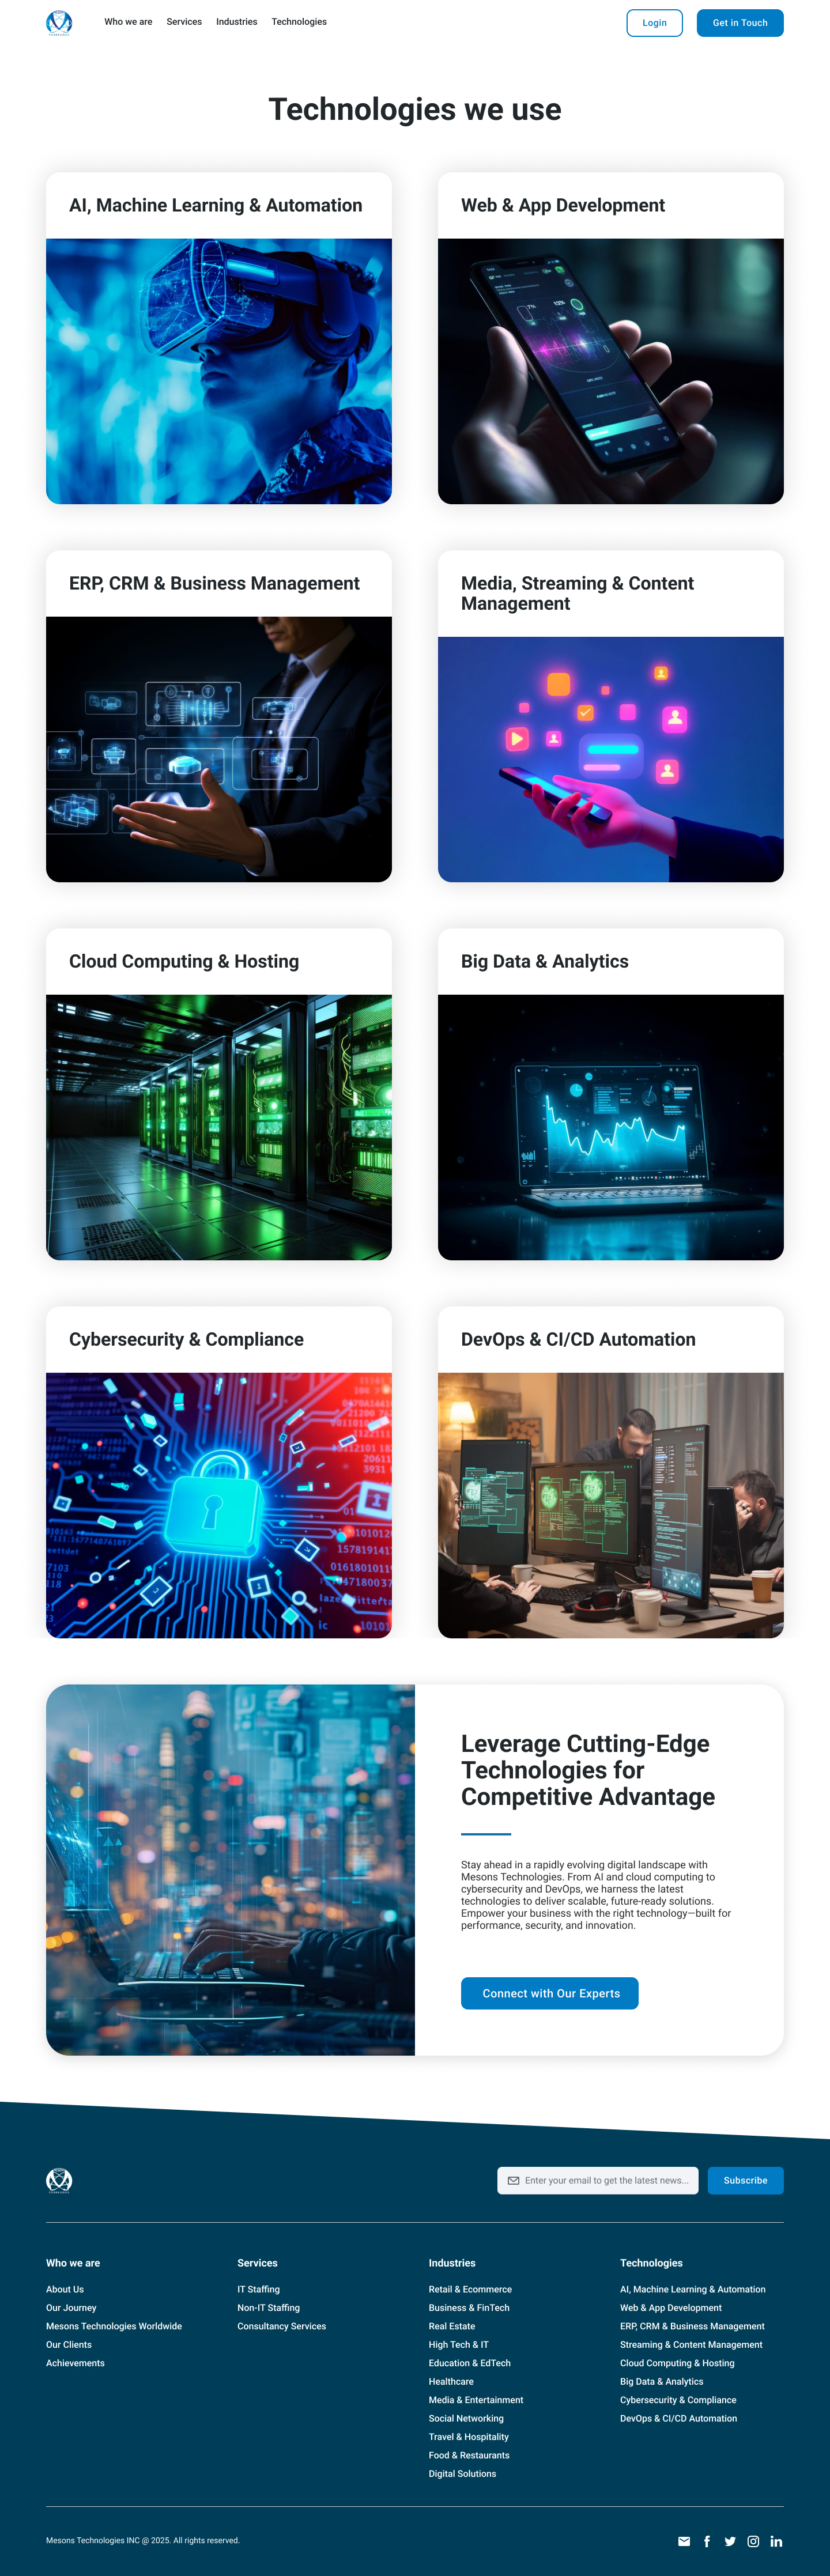 Who we are Services Industries Technologies
Login
Get in Touch
Technologies we use
AI, Machine Learning & Automation
Web & App Development
ERP, CRM & Business Management
Media, Streaming & Content
Management
Cloud Computing & Hosting
Big Data & Analytics
Cybersecurity & Compliance
DevOps & CI/CD Automation
Leverage Cutting-Edge
Technologies for
Competitive Advantage
Stay ahead in a rapidly evolving digital landscape with
Mesons Technologies. From AI and cloud computing to
cybersecurity and DevOps, we harness the latest
technologies to deliver scalable, future-ready solutions.
Empower your business with the right technology—built for
performance, security, and innovation.
Connect with Our Experts
Enter your email to get the latest news...
Subscribe
Who we are
About Us
Our Journey
Mesons Technologies Worldwide
Our Clients
Achievements
Services
IT Staffing
Non-IT Staffing
Consultancy Services
Industries
Retail & Ecommerce
Business & FinTech
Real Estate
High Tech & IT
Education & EdTech
Healthcare
Media & Entertainment
Social Networking
Travel & Hospitality
Food & Restaurants
Digital Solutions
Technologies
AI, Machine Learning & Automation
Web & App Development
ERP, CRM & Business Management
Streaming & Content Management
Cloud Computing & Hosting
Big Data & Analytics
Cybersecurity & Compliance
DevOps & CI/CD Automation
Mesons Technologies INC @ 2025. All rights reserved.